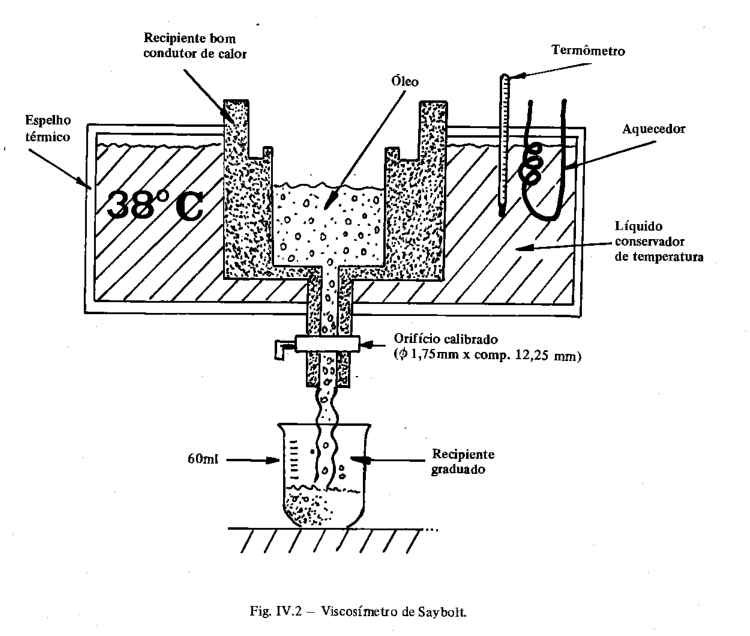 Recipiente bom
condutor de calor
Termômetro
Óleo
Espelho
térmico
Aquecedor
38° C
Líquido
conservador
de temperatura
Orifício calibrado
(ϕ 1,75mm x comp. 12,25 mm)
60ml
Recipiente
graduado
Fig. IV.2 – Viscosímetro de Saybolt.